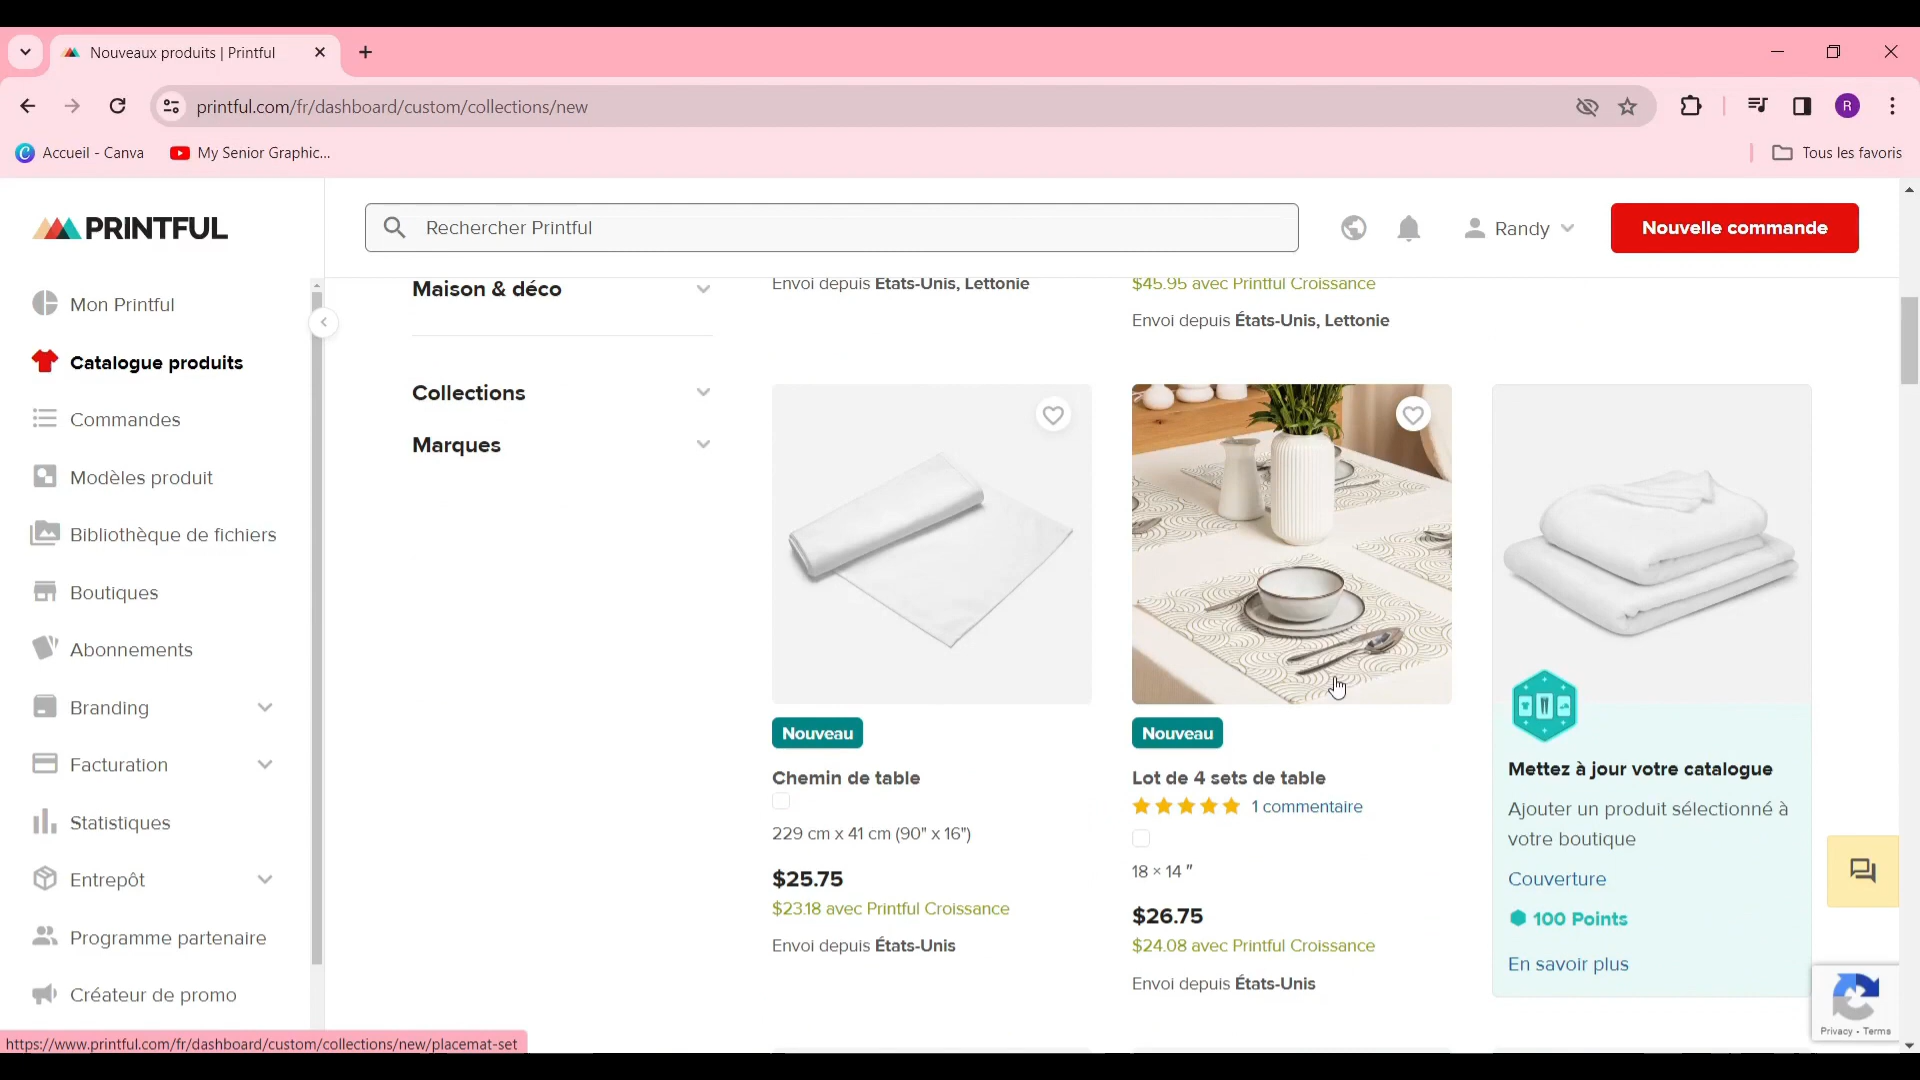 Nouveaux produits | Printful
printful.com/fr/dashboard/custom/collections/new
R
Accueil - Canva
My Senior Graphic...
Tous les favoris
PRINTFUL
Rechercher Printful
Randy
Nouvelle commande
Mon Printful
Catalogue produits
Commandes
Modèles produit
Bibliothèque de fichiers
Boutiques
Abonnements
Branding
Facturation
Statistiques
Entrepôt
Programme partenaire
Créateur de promo
Maison & déco
Collections
Marques
Envoi depuis États-Unis, Lettonie
$45.95 avec Printful Croissance
Envoi depuis États-Unis, Lettonie
Nouveau
Chemin de table
229 cm x 41 cm (90" x 16")
$25.75
$23.18 avec Printful Croissance
Envoi depuis États-Unis
Nouveau
Lot de 4 sets de table
1 commentaire
18 × 14 ″
$26.75
$24.08 avec Printful Croissance
Envoi depuis États-Unis
Mettez à jour votre catalogue
Ajouter un produit sélectionné à
votre boutique
Couverture
100 Points
En savoir plus
Privacy - Terms
https://www.printful.com/fr/dashboard/custom/collections/new/placemat-set